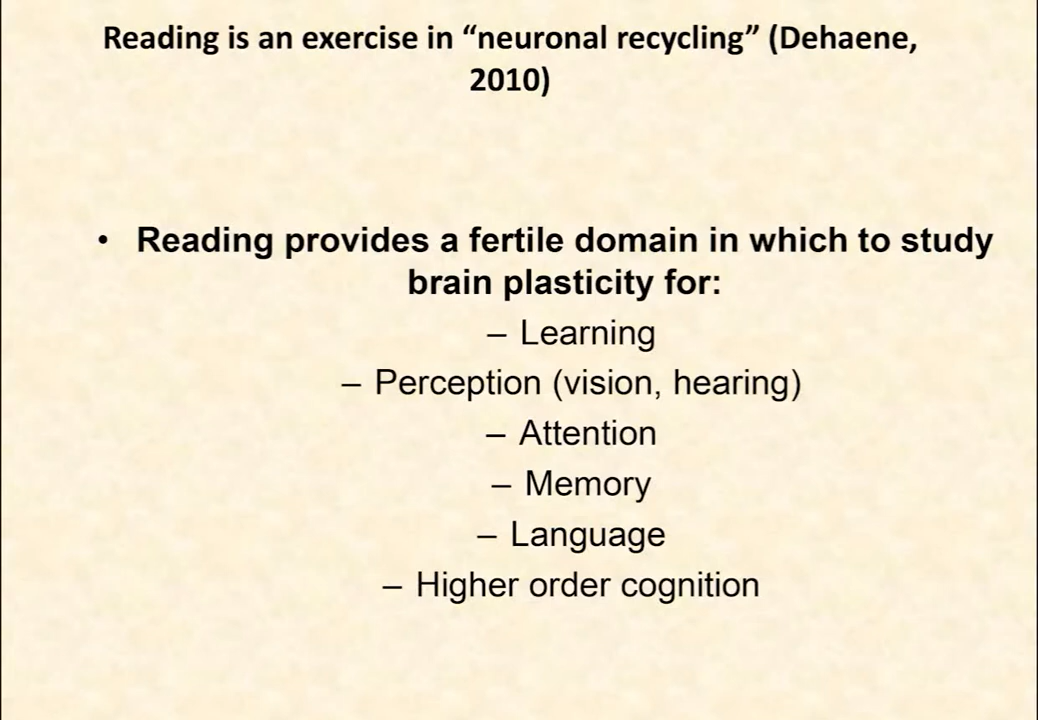 Reading is an exercise in “neuronal recycling” (Dehaene,
2010)
• Reading provides a fertile domain in which to study
brain plasticity for:
– Learning
– Perception (vision, hearing)
– Attention
– Memory
– Language
– Higher order cognition